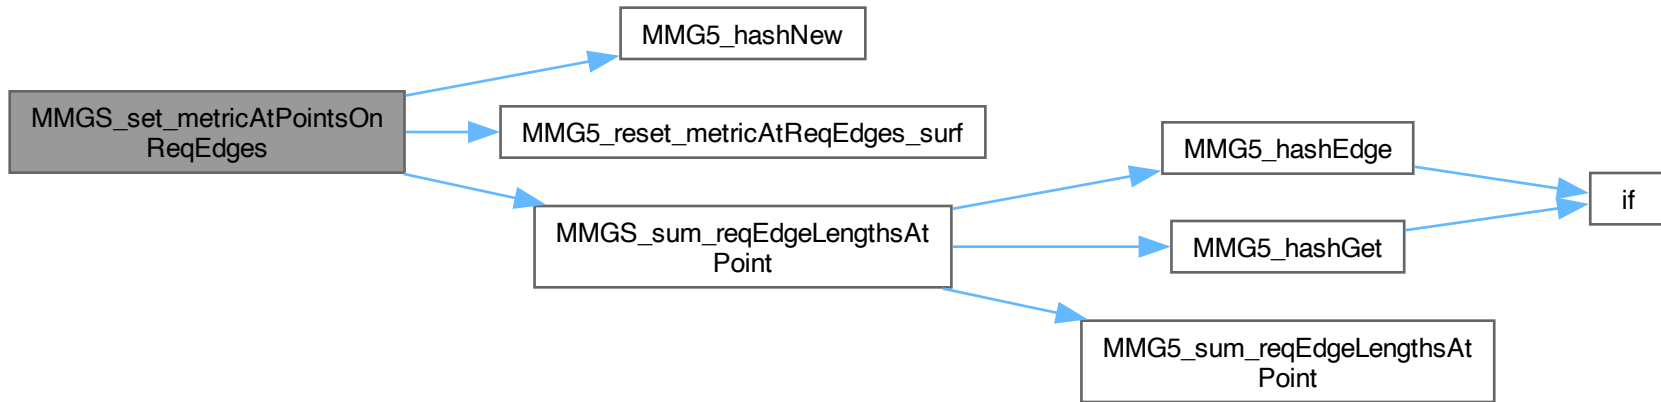 MMG5_hashNew
MMGS_set_metricAtPointsOn
ReqEdges
MMG5_reset_metricAtReqEdges_surf
MMGS_sum_reqEdgeLengthsAt
Point
MMG5_hashEdge
MMG5_hashGet
if
MMG5_sum_reqEdgeLengthsAt
Point